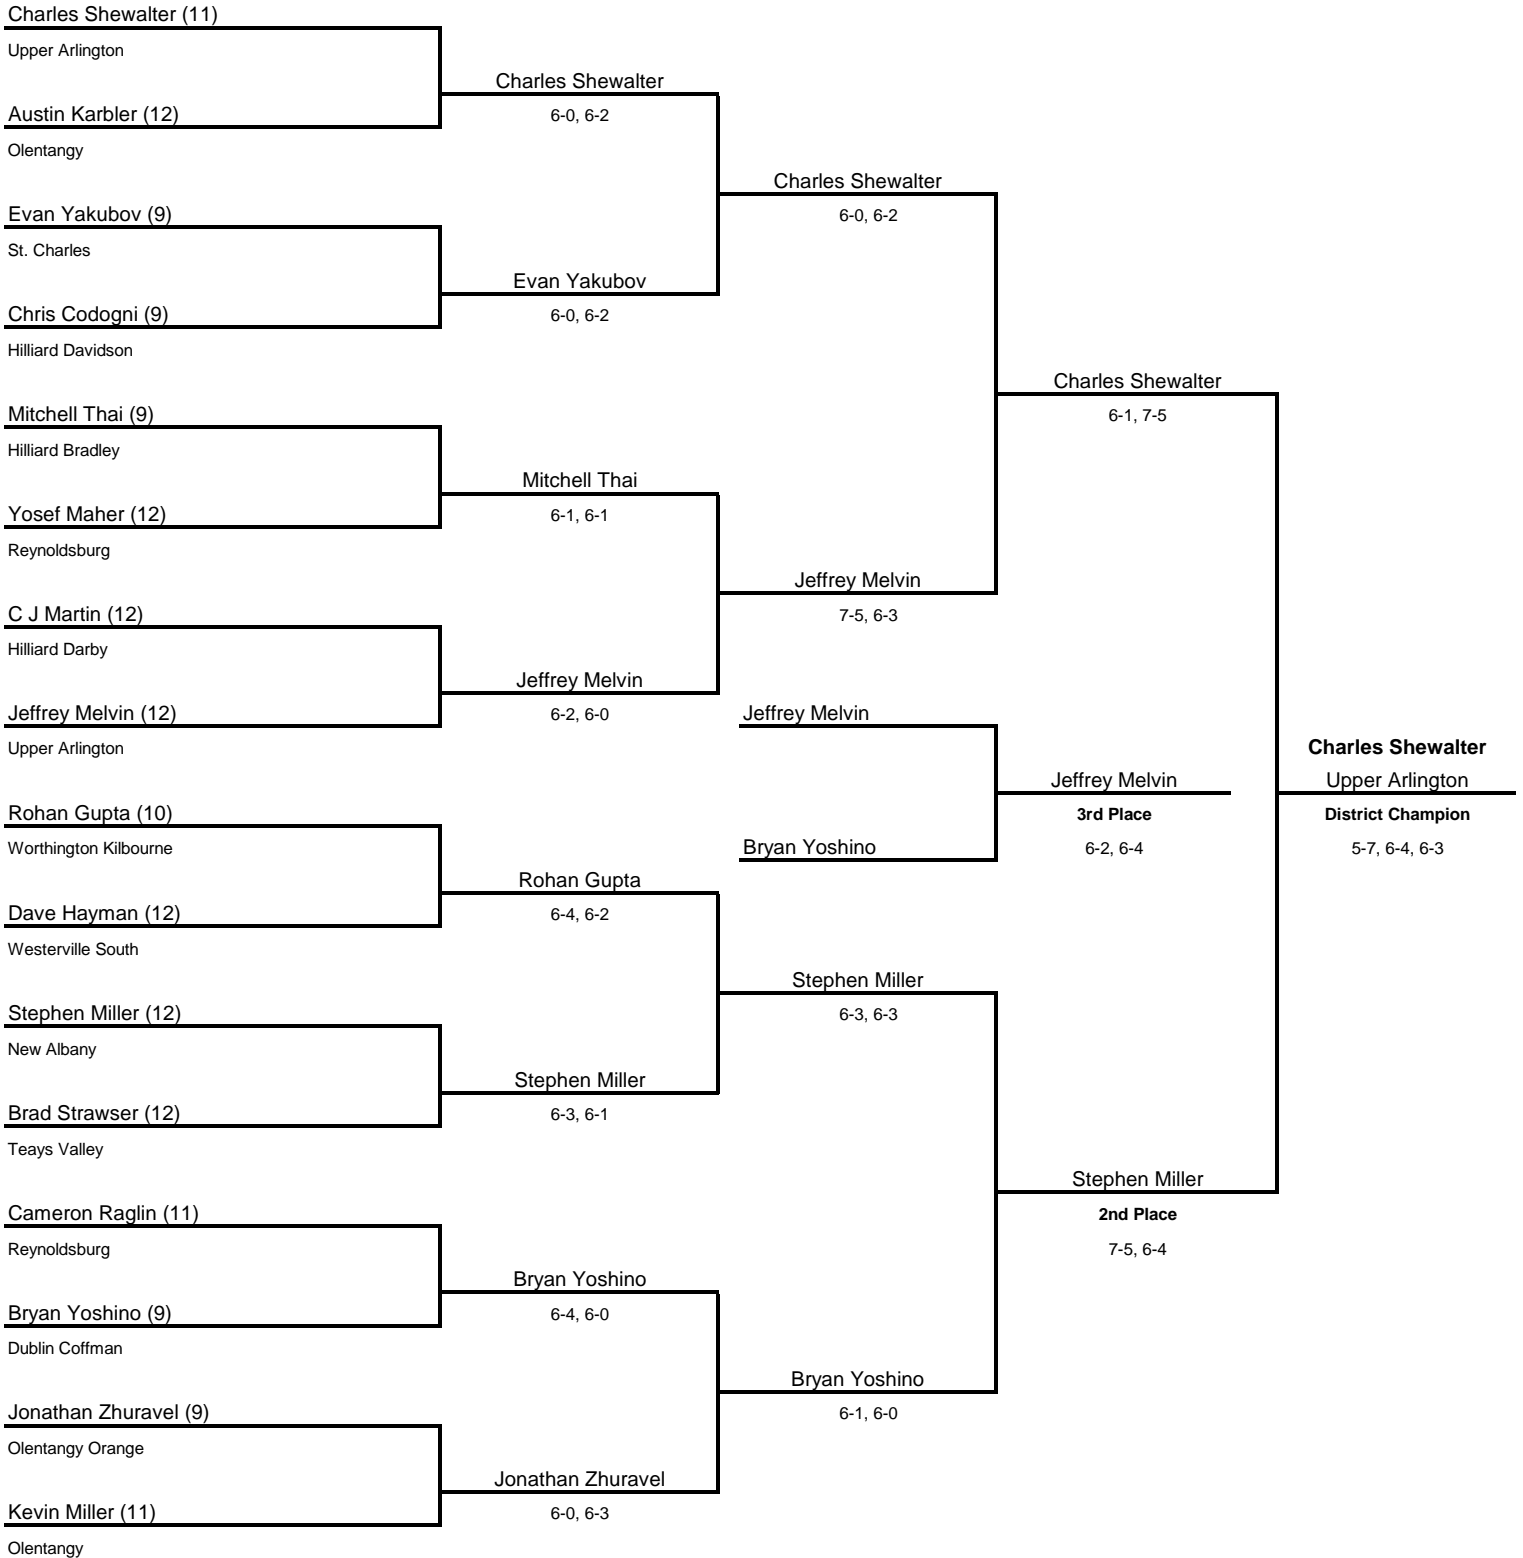 Charles Shewalter (11)
Upper Arlington
Austin Karbler (12)
Olentangy
Evan Yakubov (9)
St. Charles
Chris Codogni (9)
Hilliard Davidson
Mitchell Thai (9)
Hilliard Bradley
Yosef Maher (12)
Reynoldsburg
C J Martin (12)
Hilliard Darby
Jeffrey Melvin (12)
Upper Arlington
Rohan Gupta (10)
Worthington Kilbourne
Dave Hayman (12)
Westerville South
Stephen Miller (12)
New Albany
Brad Strawser (12)
Teays Valley
Cameron Raglin (11)
Reynoldsburg
Bryan Yoshino (9)
Dublin Coffman
Jonathan Zhuravel (9)
Olentangy Orange
Kevin Miller (11)
Olentangy
Charles Shewalter
6-0, 6-2
Evan Yakubov
6-0, 6-2
Mitchell Thai
6-1, 6-1
Jeffrey Melvin
6-2, 6-0
Rohan Gupta
6-4, 6-2
Stephen Miller
6-3, 6-1
Bryan Yoshino
6-4, 6-0
Jonathan Zhuravel
6-0, 6-3
Charles Shewalter
6-0, 6-2
Jeffrey Melvin
7-5, 6-3
Jeffrey Melvin
Bryan Yoshino
Stephen Miller
6-3, 6-3
Bryan Yoshino
6-1, 6-0
Charles Shewalter
6-1, 7-5
Jeffrey Melvin
3rd Place
6-2, 6-4
Stephen Miller
2nd Place
7-5, 6-4
Charles Shewalter
Upper Arlington
District Champion
5-7, 6-4, 6-3